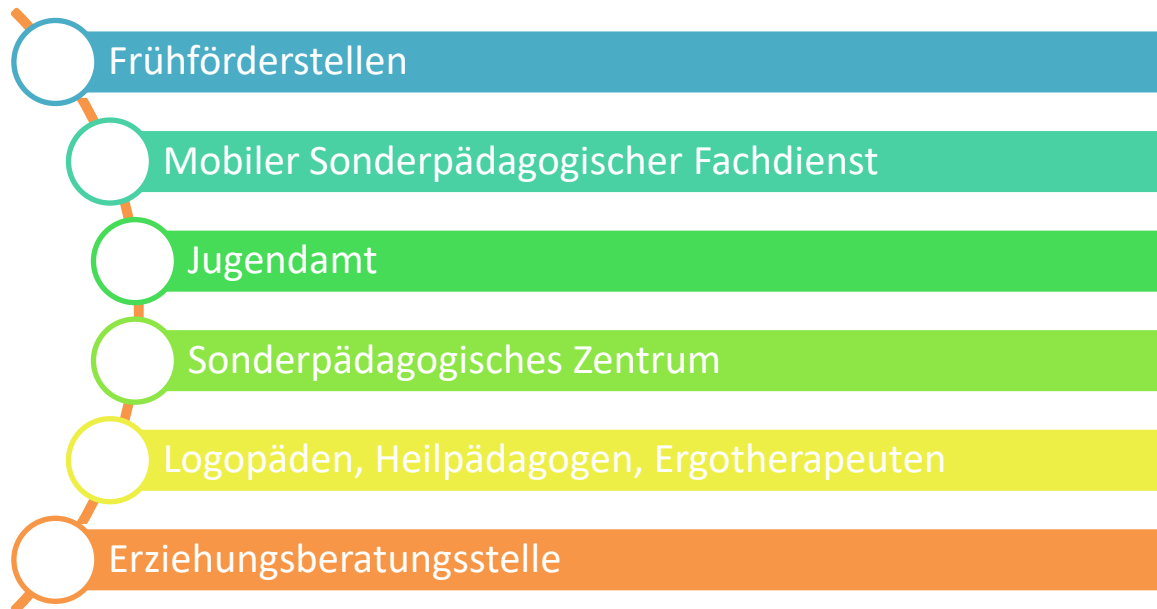 Frühförderstellen
Mobiler Sonderpädagogischer Fachdienst
Jugendamt
Sonderpädagogisches Zentrum
Logopäden, Heilpädagogen, Ergotherapeuten
Erziehungsberatungsstelle